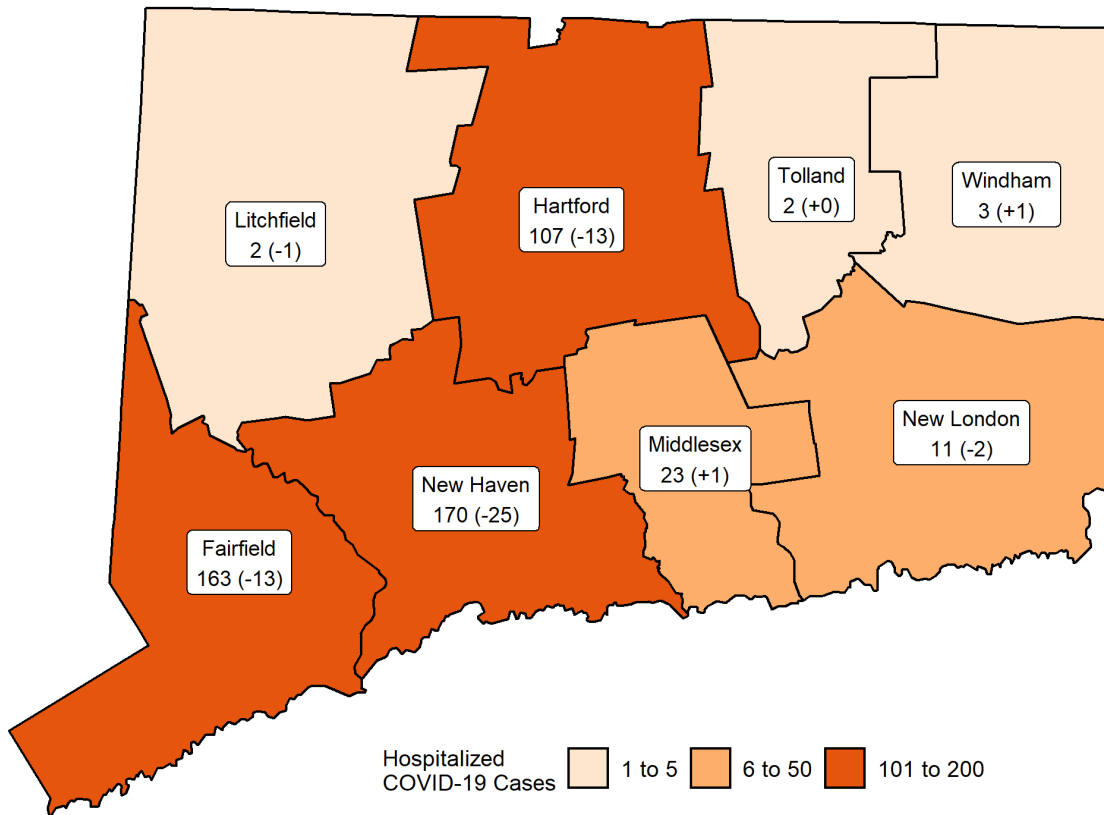 Tolland
2 (+0)
Windham
3 (+1)
Litchfield
2 (-1)
Hartford
107 (-13)
New London
11 (-2)
Middlesex
23 (+1)
New Haven
170 (-25)
Fairfield
163 (-13)
Hospitalized
COVID-19 Cases
1 to 5
6 to 50
101 to 200